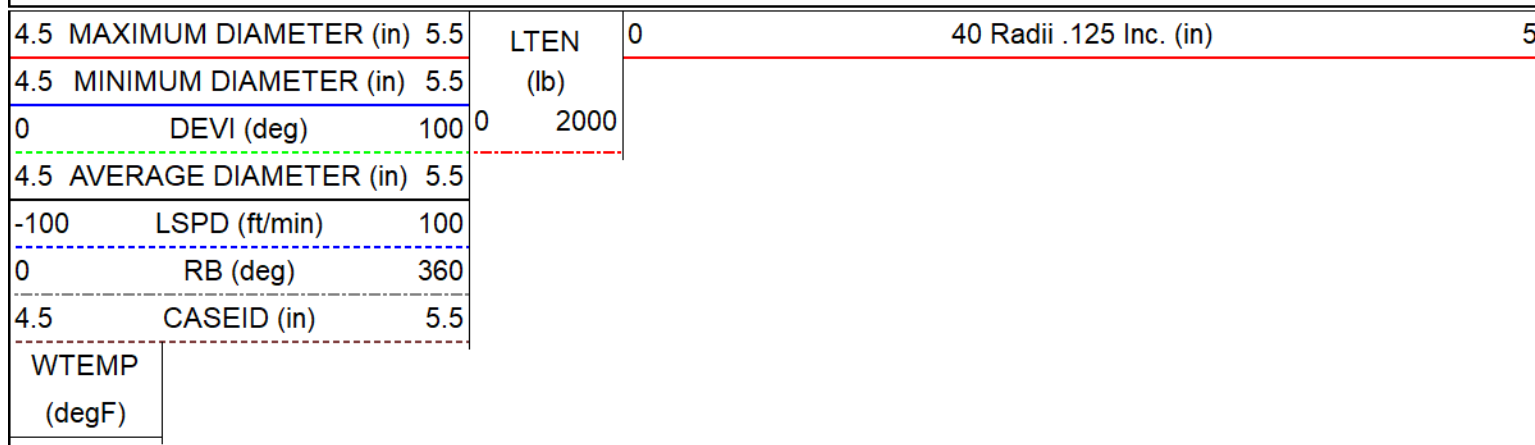 4.5 MAXIMUM DIAMETER (in) 5.5
4.5 MINIMUM DIAMETER (in) 5.5
0 DEVI (deg) 100
4.5 AVERAGE DIAMETER (in) 5.5
-100 LSPD (ft/min) 100
0 RB (deg) 360
4.5 CASEID (in) 5.5
WTEMP
(degF)
LTEN
(lb)
0 2000
0 40 Radii .125 Inc. (in) 5